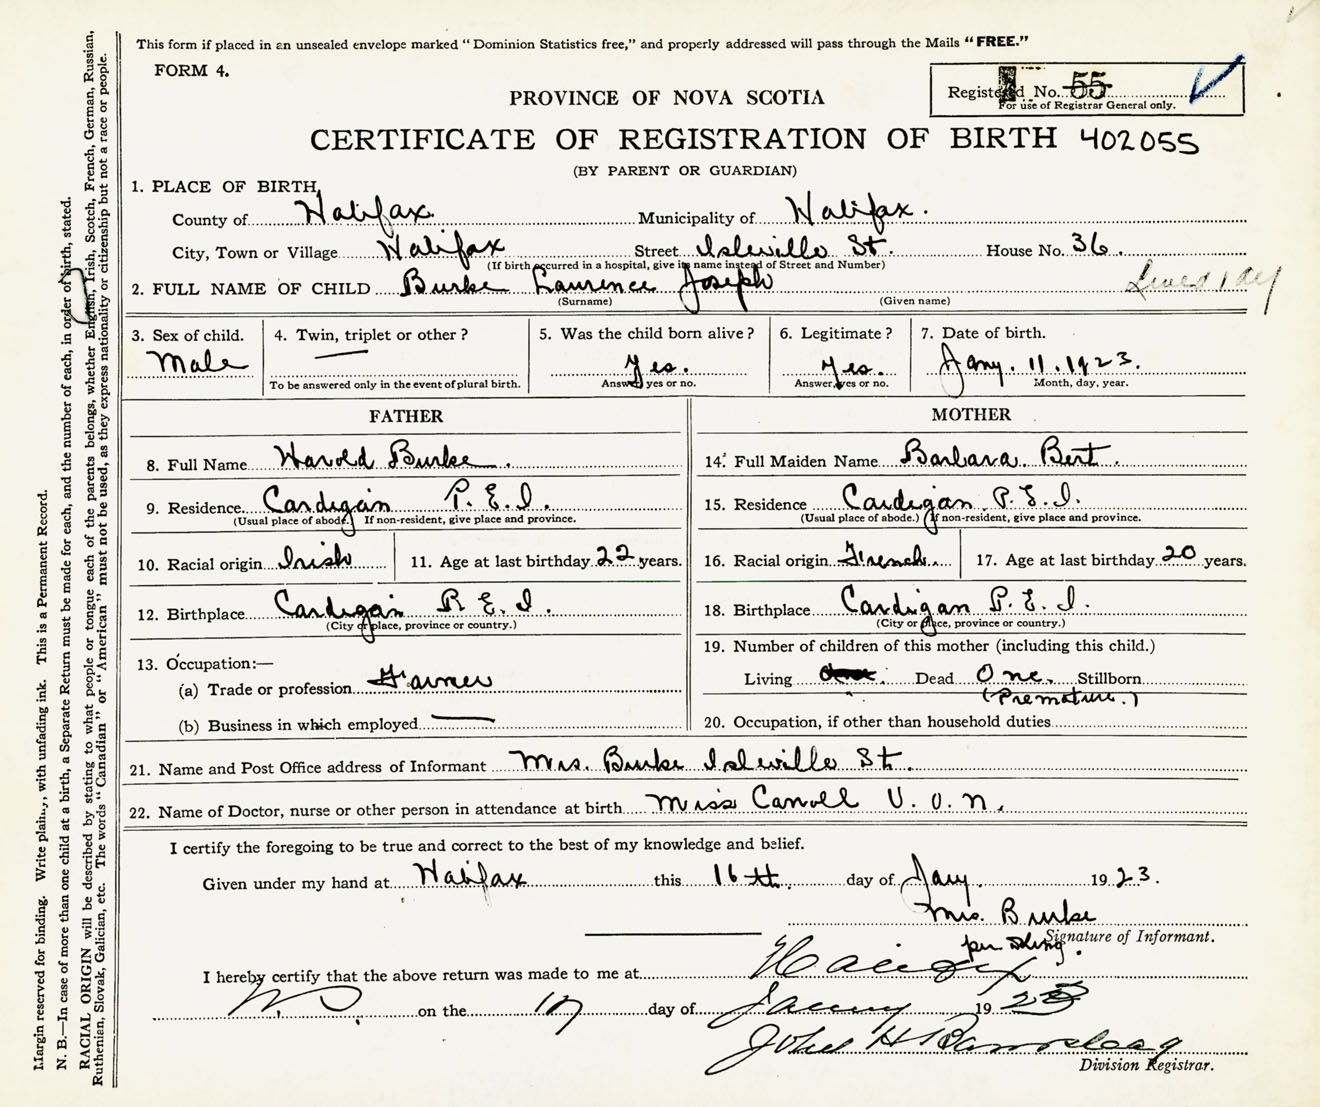 This form if placed in an unsealed envelope marked “Dominion Statistics free,” and properly addressed will pass through the Mails “FREE.”
FORM 4.
Registered No. 55
For use of Registrar General only.
PROVINCE OF NOVA SCOTIA
CERTIFICATE OF REGISTRATION OF BIRTH 402055
(BY PARENT OR GUARDIAN)
1. PLACE OF BIRTH,
County of Halifax Municipality of Halifax.
City, Town or Village Halifax Street Isleville St. House No. 36.
(If birth occurred in a hospital, give its name instead of Street and Number)
2. FULL NAME OF CHILD Burke Laurence Joseph Lived 1 day
(Surname) (Given name)
3. Sex of child. 4. Twin, triplet or other? 5. Was the child born alive? 6. Legitimate? 7. Date of birth.
Male — Yes. Yes. Jany. 11. 1923.
To be answered only in the event of plural birth. Answer, yes or no. Answer, yes or no. Month, day, year.
FATHER
8. Full Name Harold Burke.
9. Residence Cardigan P.E.I.
(Usual place of abode.) If non-resident, give place and province.
10. Racial origin Irish 11. Age at last birthday 22 years.
12. Birthplace Cardigan P.E.I.
(City or place, province or country.)
13. Occupation:—
(a) Trade or profession Farmer
(b) Business in which employed —
MOTHER
14. Full Maiden Name Barbara Bert.
15. Residence Cardigan P.E.I.
(Usual place of abode.) (If non-resident, give place and province.
16. Racial origin French. 17. Age at last birthday 20 years.
18. Birthplace Cardigan P.E.I.
(City or place, province or country.)
19. Number of children of this mother (including this child.)
Living Dead One. Stillborn
(Premature.)
20. Occupation, if other than household duties
21. Name and Post Office address of Informant Mrs. Burke Isleville St.
22. Name of Doctor, nurse or other person in attendance at birth Miss Carroll V.O.N.
I certify the foregoing to be true and correct to the best of my knowledge and belief.
Given under my hand at Halifax this 16th. day of Jany. 1923.
Mrs. Burke
Signature of Informant.
per
I hereby certify that the above return was made to me at Halifax
N.S. on the 17 day of January 1923
John H
Division Registrar.
Margin reserved for binding. Write plainly, with unfading ink. This is a Permanent Record.
N. B.—In case of more than one child at a birth, a Separate Return must be made for each, and the number of each, in order of birth, stated.
RACIAL ORIGIN will be described by stating to what people or tongue each of the parents belongs, whether English, Irish, Scotch, French, German, Russian,
Ruthenian, Slovak, Galician, etc. The words “Canadian” or “American” must not be used, as they express nationality or citizenship but not a race or people.